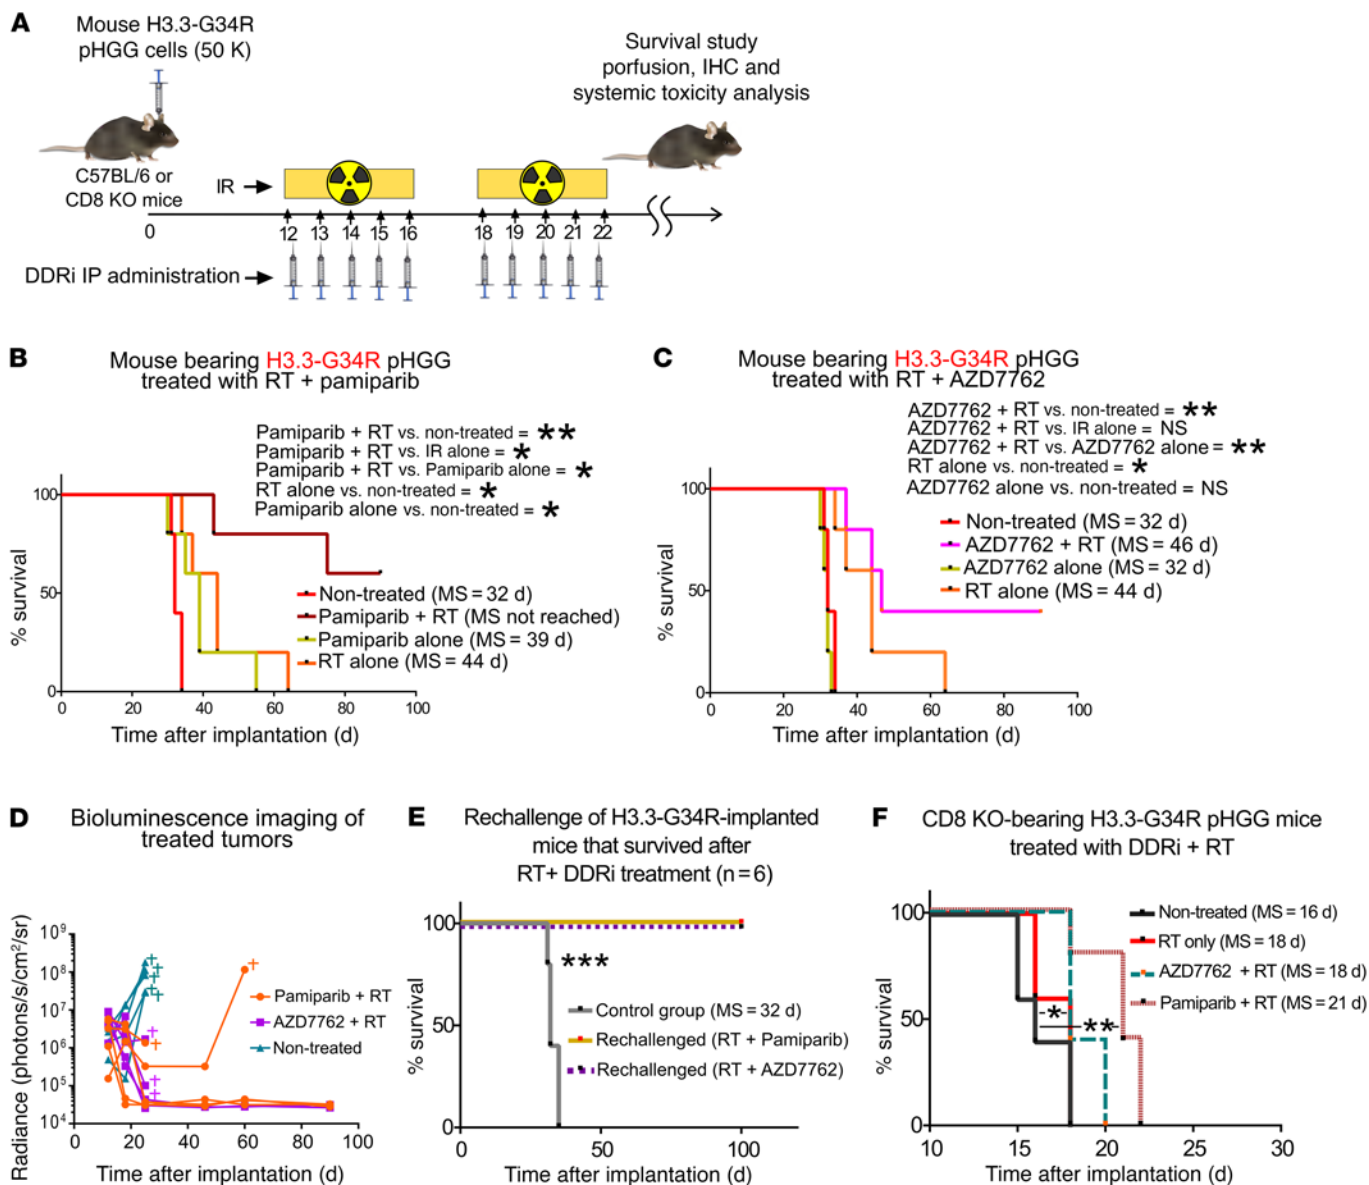 A
Mouse H3.3-G34R
pHGG cells (50 K)
Survival study
porfusion, IHC and
systemic toxicity analysis
C57BL/6 or
CD8 KO mice
IR
0
12 13 14 15 16 18 19 20 21 22
DDRi IP administration
B
Mouse bearing H3.3-G34R pHGG
treated with RT + pamiparib
Pamiparib + RT vs. non-treated = **
Pamiparib + RT vs. IR alone = *
Pamiparib + RT vs. Pamiparib alone = *
RT alone vs. non-treated = *
Pamiparib alone vs. non-treated = *
% survival
100
50
0
Non-treated (MS = 32 d)
Pamiparib + RT (MS not reached)
Pamiparib alone (MS = 39 d)
RT alone (MS = 44 d)
0 20 40 60 80 100
Time after implantation (d)
C
Mouse bearing H3.3-G34R pHGG
treated with RT + AZD7762
AZD7762 + RT vs. non-treated = **
AZD7762 + RT vs. IR alone = NS
AZD7762 + RT vs. AZD7762 alone = **
RT alone vs. non-treated = *
AZD7762 alone vs. non-treated = NS
% survival
100
50
0
Non-treated (MS = 32 d)
AZD7762 + RT (MS = 46 d)
AZD7762 alone (MS = 32 d)
RT alone (MS = 44 d)
0 20 40 60 80 100
Time after implantation (d)
D
Bioluminescence imaging of
treated tumors
Radiance (photons/s/cm²/sr)
10⁹
10⁸
10⁷
10⁶
10⁵
10⁴
+
+
+
+
+
+
+
+
+
+
Pamiparib + RT
AZD7762 + RT
Non-treated
0 20 40 60 80 100
Time after implantation (d)
E
Rechallenge of H3.3-G34R-implanted
mice that survived after
RT+ DDRi treatment (n = 6)
% survival
100
50
0
***
Control group (MS = 32 d)
Rechallenged (RT + Pamiparib)
Rechallenged (RT + AZD7762)
0 50 100
Time after implantation (d)
F
CD8 KO-bearing H3.3-G34R pHGG mice
treated with DDRi + RT
% survival
100
50
0
Non-treated (MS = 16 d)
RT only (MS = 18 d)
AZD7762 + RT (MS = 18 d)
Pamiparib + RT (MS = 21 d)
*
**
10 15 20 25 30
Time after implantation (d)